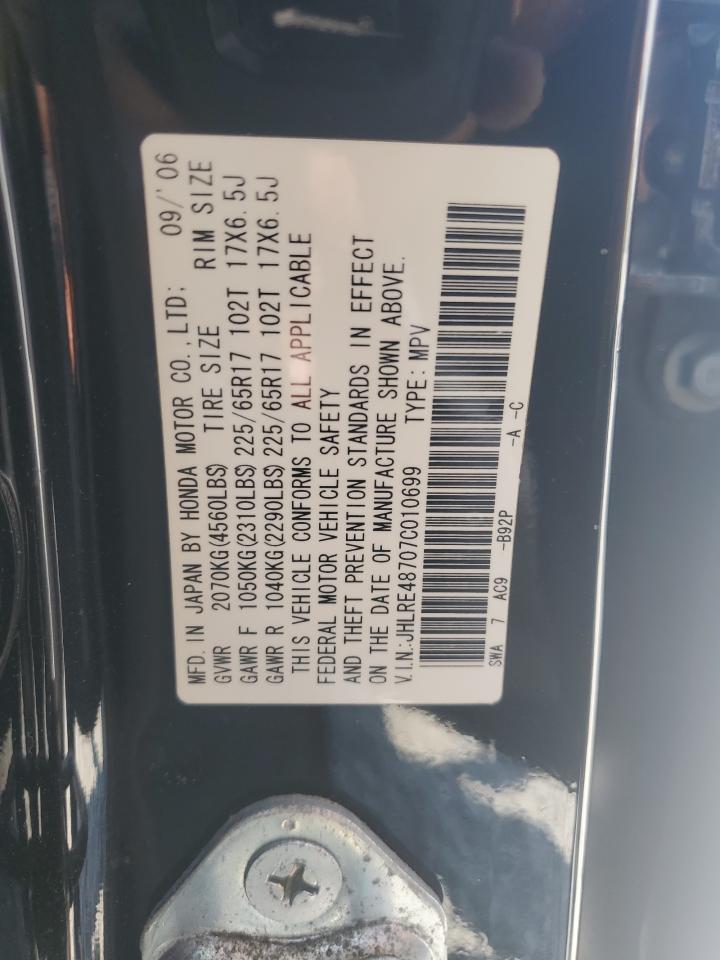 MFD. IN JAPAN BY HONDA MOTOR CO., LTD; 09/'06
GVWR 2070KG(4560LBS) TIRE SIZE RIM SIZE
GAWR F 1050KG(2310LBS) 225/65R17 102T 17X6.5J
GAWR R 1040KG(2290LBS) 225/65R17 102T 17X6.5J
THIS VEHICLE CONFORMS TO ALL APPLICABLE
FEDERAL MOTOR VEHICLE SAFETY
AND THEFT PREVENTION STANDARDS IN EFFECT
ON THE DATE OF MANUFACTURE SHOWN ABOVE.
V.I.N.:JHLRE48707C010699 TYPE: MPV
SWA 7 AC9 -B92P -A -C